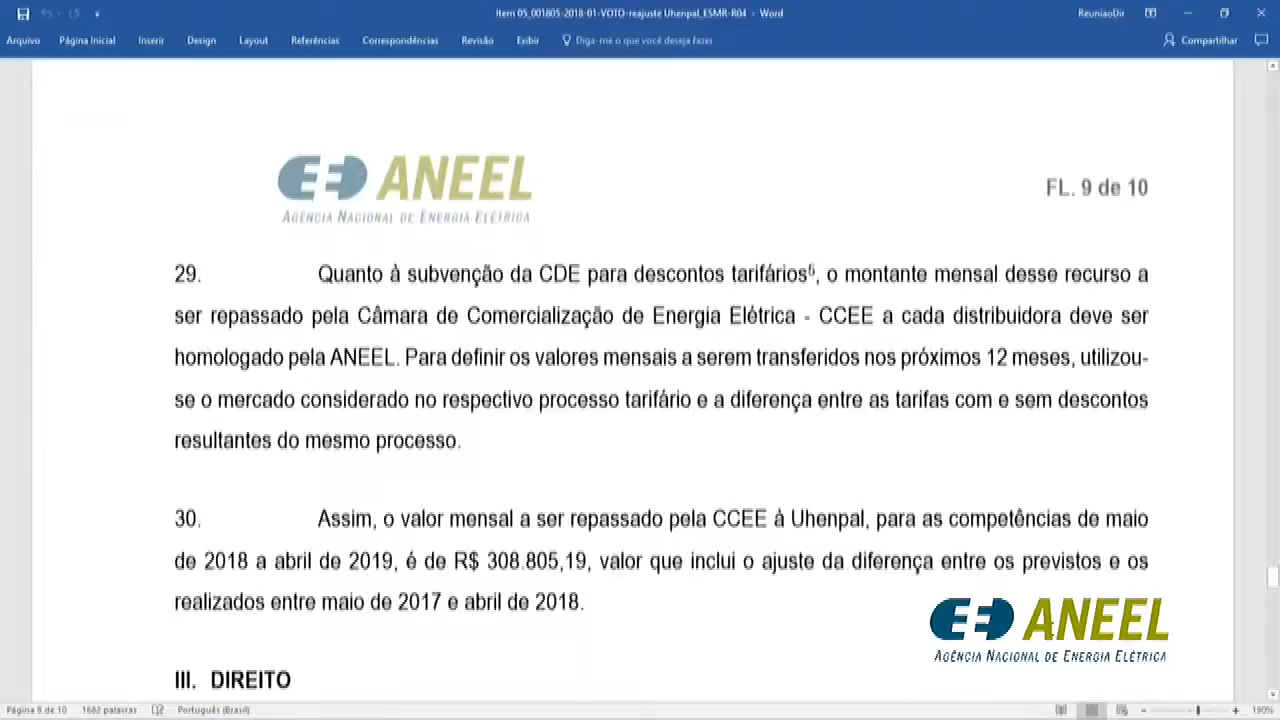 Item 05_001805-2018-01-VOTO-reajuste Uhenpal_ESMR-R04 - Word
ReuniaoDir
Arquivo Página Inicial Inserir Design Layout Referências Correspondências Revisão Exibir Diga-me o que você deseja fazer Compartilhar
ANEEL
AGÊNCIA NACIONAL DE ENERGIA ELÉTRICA
FL. 9 de 10
29. Quanto à subvenção da CDE para descontos tarifários⁶, o montante mensal desse recurso a
ser repassado pela Câmara de Comercialização de Energia Elétrica - CCEE a cada distribuidora deve ser
homologado pela ANEEL. Para definir os valores mensais a serem transferidos nos próximos 12 meses, utilizou-
se o mercado considerado no respectivo processo tarifário e a diferença entre as tarifas com e sem descontos
resultantes do mesmo processo.
30. Assim, o valor mensal a ser repassado pela CCEE à Uhenpal, para as competências de maio
de 2018 a abril de 2019, é de R$ 308.805,19, valor que inclui o ajuste da diferença entre os previstos e os
realizados entre maio de 2017 e abril de 2018.
ANEEL
AGÊNCIA NACIONAL DE ENERGIA ELÉTRICA
III. DIREITO
Página 8 de 10 1682 palavras Português (Brasil) 190%